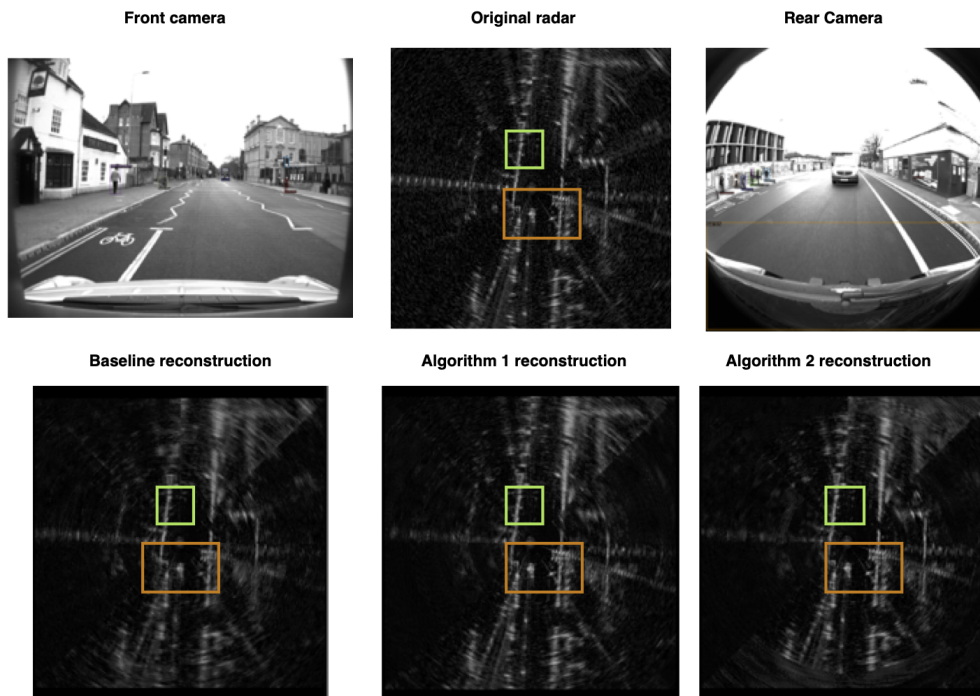 Front camera
Original radar
Rear Camera
Baseline reconstruction
Algorithm 1 reconstruction
Algorithm 2 reconstruction